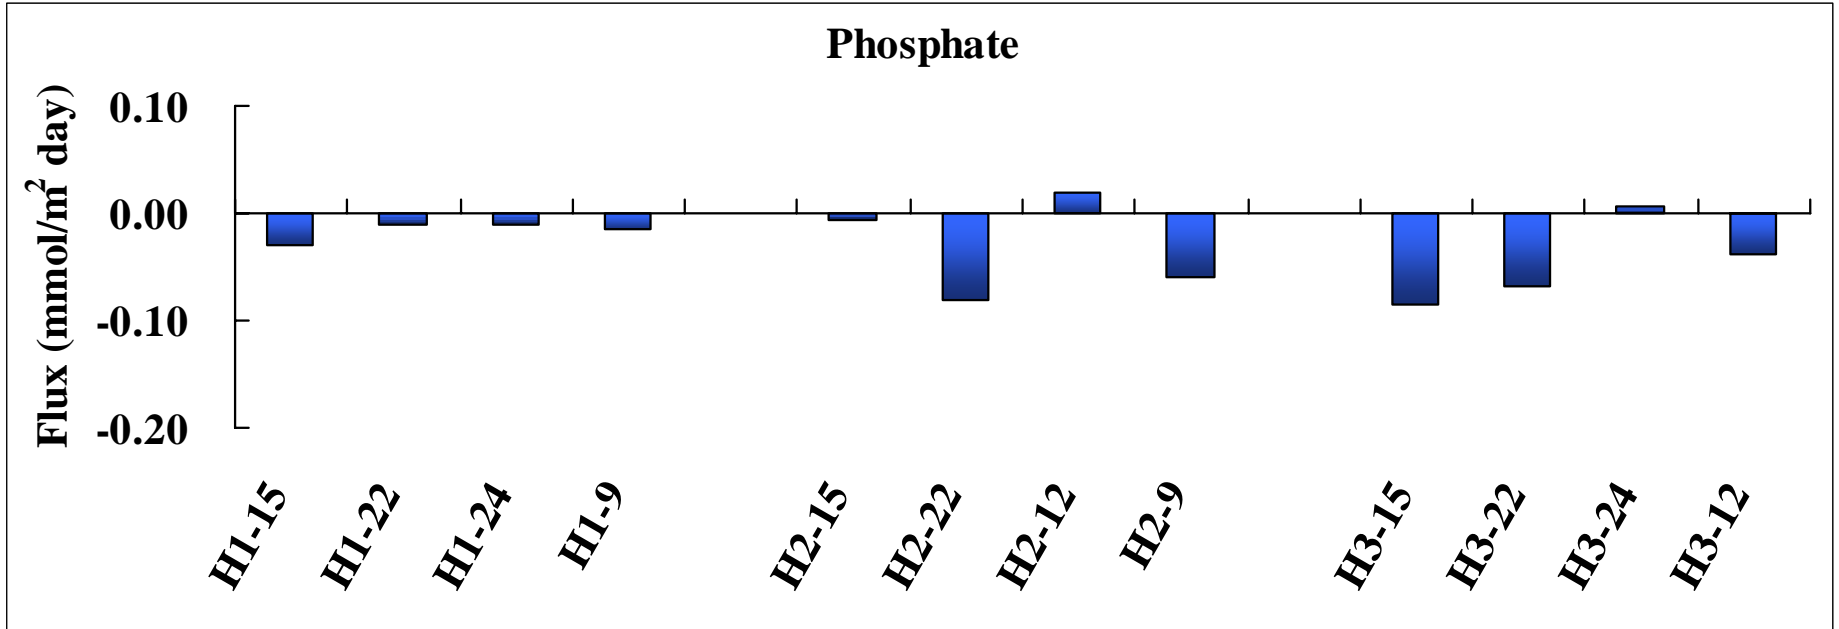 Phosphate
Flux (mmol/m² day)
0.10
0.00
-0.10
-0.20
H1-15
H1-22
H1-24
H1-9
H2-15
H2-22
H2-12
H2-9
H3-15
H3-22
H3-24
H3-12